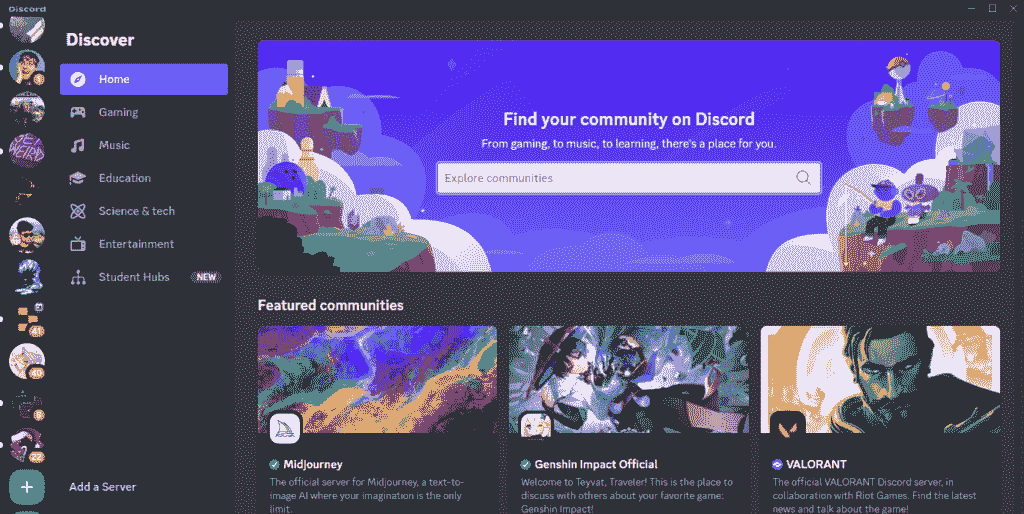 Discord
Discover
Home
Gaming
Music
Education
Science & tech
Entertainment
Student Hubs NEW
41
40
8
22
Add a Server
Find your community on Discord
From gaming, to music, to learning, there's a place for you.
Explore communities
Featured communities
Midjourney
The official server for Midjourney, a text-to-
image AI where your imagination is the only
limit.
Genshin Impact Official
Welcome to Teyvat, Traveler! This is the place to
discuss with others about your favorite game:
Genshin Impact!
VALORANT
The official VALORANT Discord server, in
collaboration with Riot Games. Find the latest
news and talk about the game!